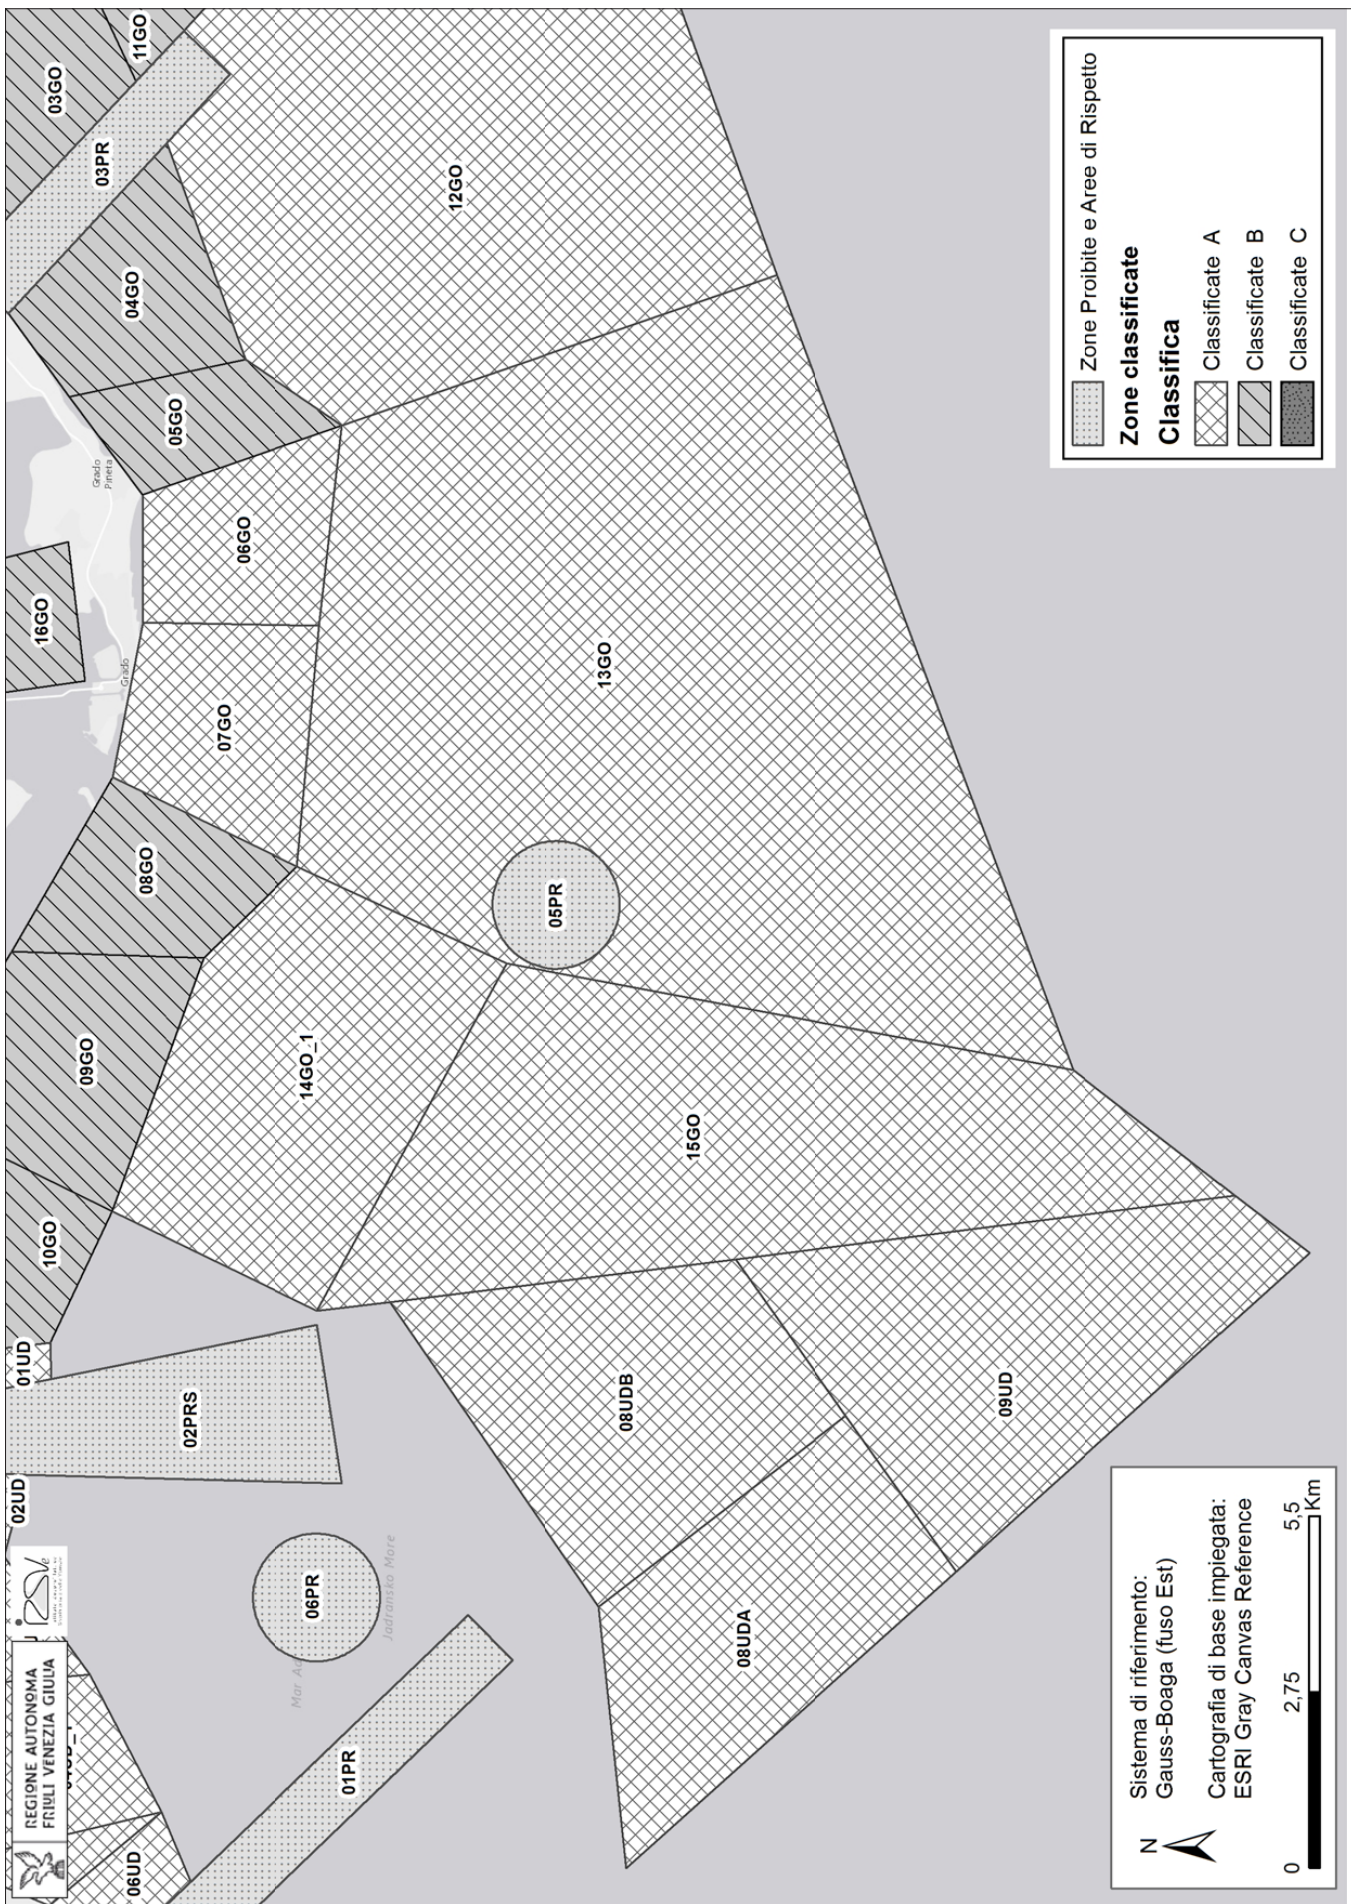 REGIONE AUTONOMA
FRIULI VENEZIA GIULIA
06UD
01PR
06PR
Jadransko More
02UD
02PRS
01UD
10GO
09GO
08GO
14GO_1
07GO
06GO
05GO
04GO
03PR
03GO
11GO
16GO
Grado
Grado
Pineta
12GO
13GO
05PR
15GO
08UDB
08UDA
09UD
N
Sistema di riferimento:
Gauss-Boaga (fuso Est)
Cartografia di base impiegata:
ESRI Gray Canvas Reference
0 2,75 5,5
Km
Zone Proibite e Aree di Rispetto
Zone classificate
Classifica
Classificate A
Classificate B
Classificate C